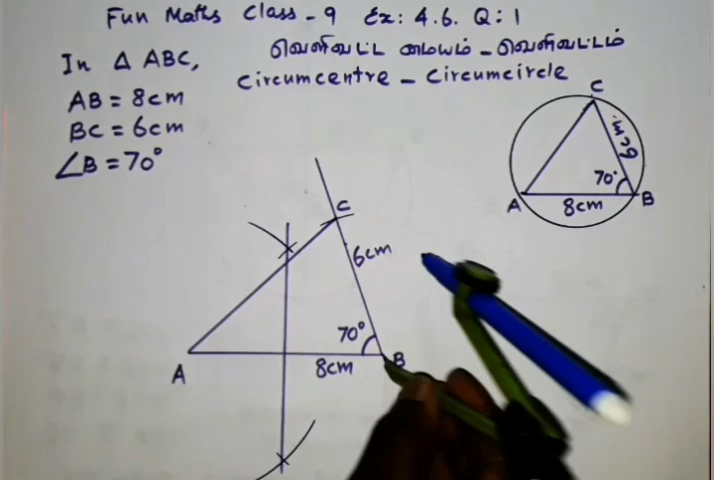 Fun Maths Class - 9 Ex: 4.6. Q: 1
வெளிவட்ட மையம் - வெளிவட்டம்
Circumcentre - Circumcircle
In Δ ABC,
AB = 8cm
BC = 6cm
∠B = 70°
C
6cm
70°
A
B
8cm
C
6cm
70°
A
B
8cm